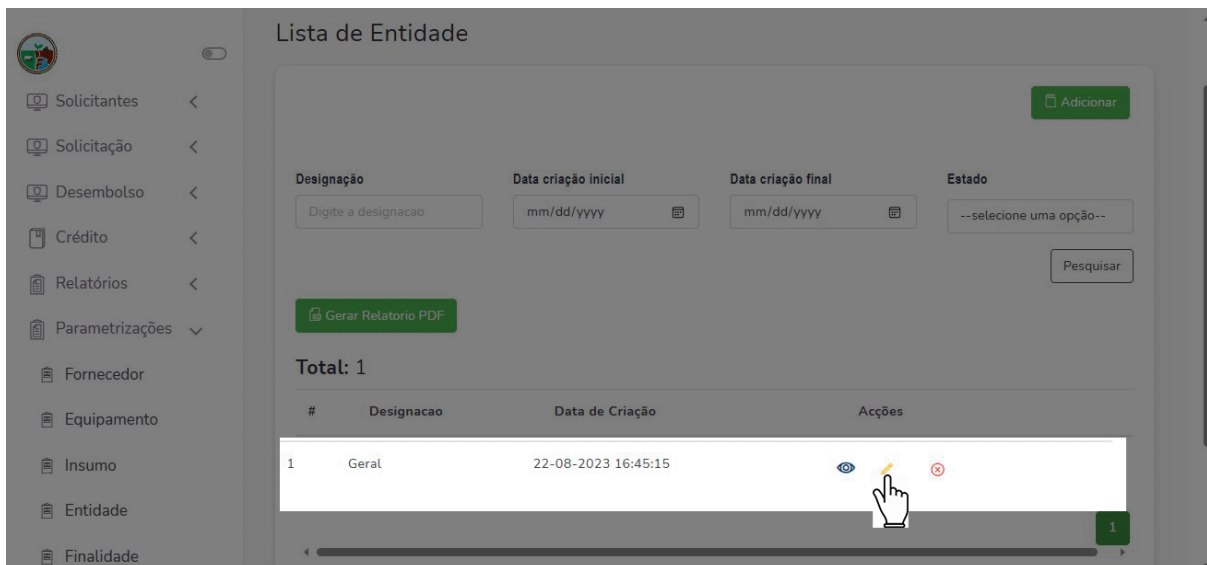 Lista de Entidade
Solicitantes
Adicionar
Solicitação
Desembolso
Designação Data criação inicial Data criação final Estado
Digite a designacao mm/dd/yyyy mm/dd/yyyy --selecione uma opção--
Crédito
Pesquisar
Relatórios
Gerar Relatorio PDF
Parametrizações
Total: 1
Fornecedor
# Designacao Data de Criação Acções
Equipamento
1 Geral 22-08-2023 16:45:15
Insumo
Entidade
1
Finalidade